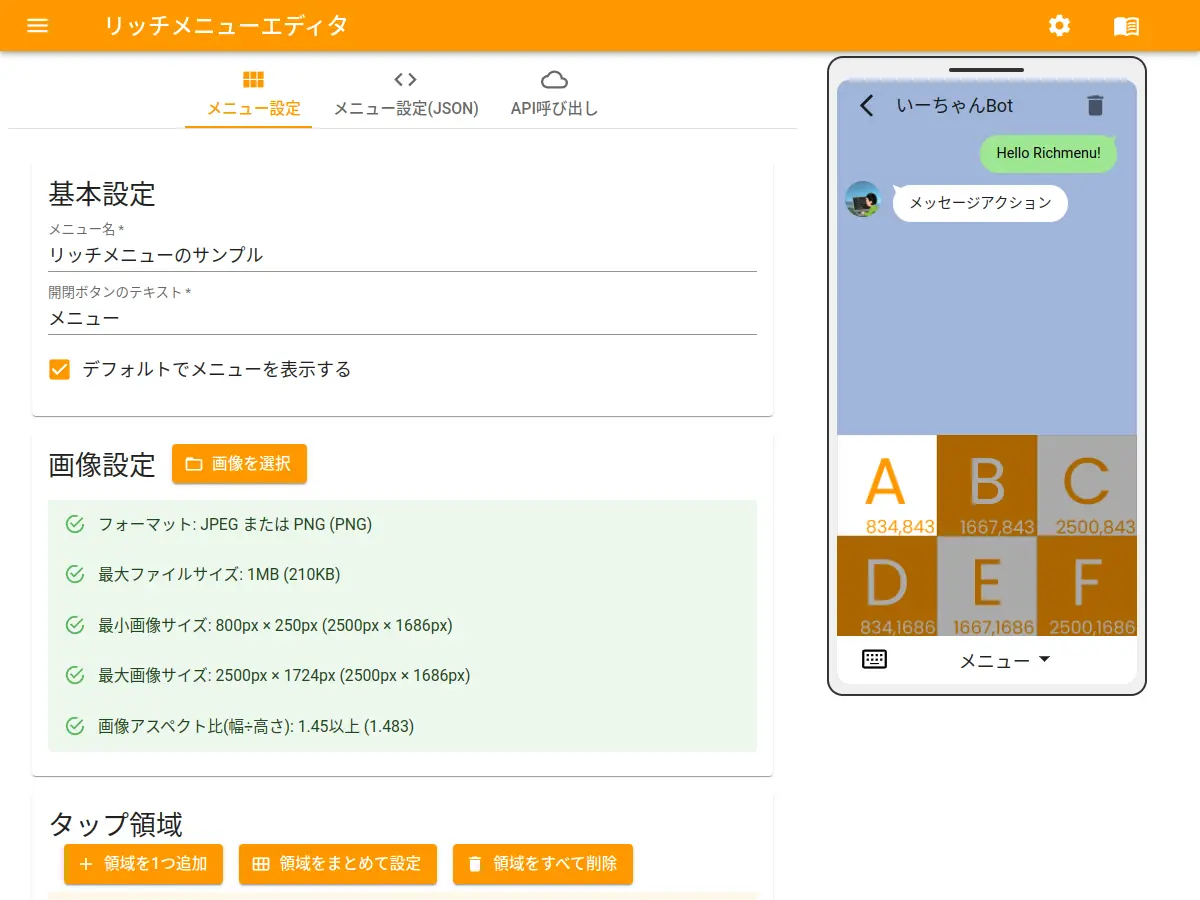 リッチメニューエディタ
メニュー設定
メニュー設定(JSON)
API呼び出し
基本設定
メニュー名 *
リッチメニューのサンプル
開閉ボタンのテキスト *
メニュー
デフォルトでメニューを表示する
画像設定
画像を選択
フォーマット: JPEG または PNG (PNG)
最大ファイルサイズ: 1MB (210KB)
最小画像サイズ: 800px × 250px (2500px × 1686px)
最大画像サイズ: 2500px × 1724px (2500px × 1686px)
画像アスペクト比(幅÷高さ): 1.45以上 (1.483)
タップ領域
領域を1つ追加
領域をまとめて設定
領域をすべて削除
いーちゃんBot
Hello Richmenu!
メッセージアクション
A
834,843
B
1667,843
C
2500,843
D
834,1686
E
1667,1686
F
2500,1686
メニュー